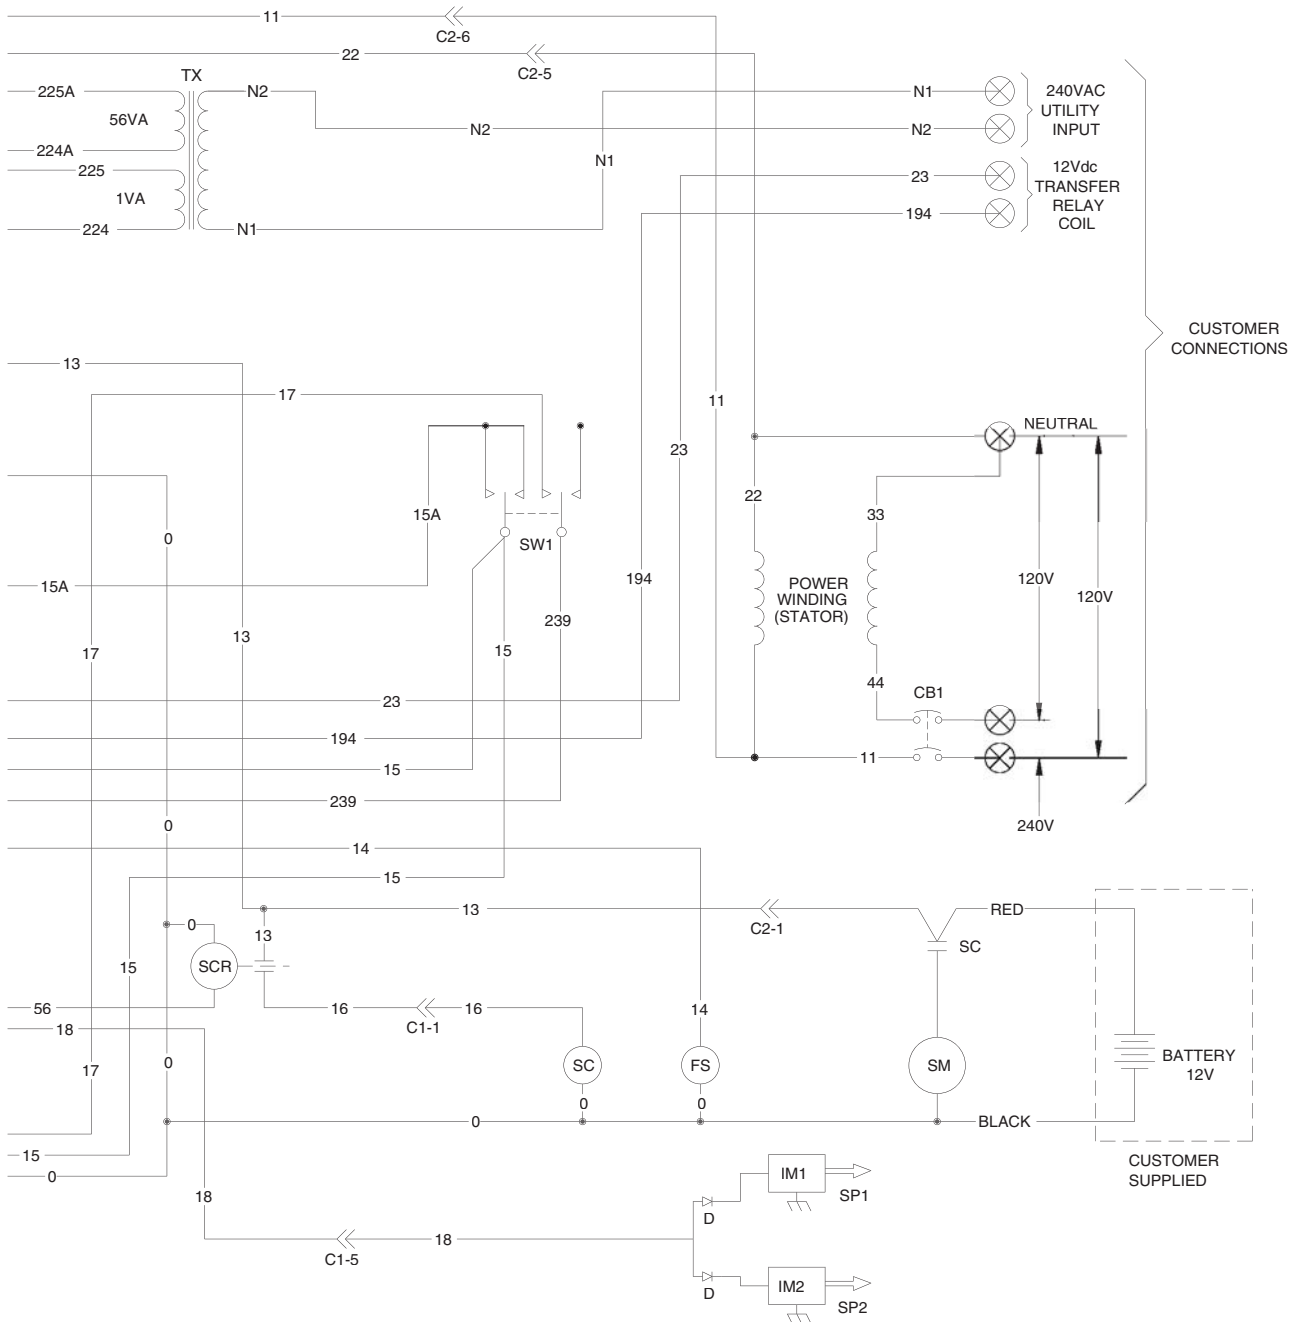 11
C2-6
22
C2-5
TX
225A
N2
56VA
224A
225
1VA
224
N1
N2
N1
N1
N2
240VAC
UTILITY
INPUT
23
194
12Vdc
TRANSFER
RELAY
COIL
CUSTOMER
CONNECTIONS
13
17
11
NEUTRAL
23
22
33
15A
0
SW1
15A
194
POWER
WINDING
(STATOR)
120V
120V
239
13
15
17
44
CB1
23
194
15
11
239
0
240V
14
15
13
C2-1
RED
SC
0
13
SCR
15
56
16
C1-1
16
14
18
0
17
SC
FS
SM
BATTERY
12V
0
0
0
BLACK
15
0
CUSTOMER
SUPPLIED
IM1
SP1
18
D
C1-5
18
D
IM2
SP2